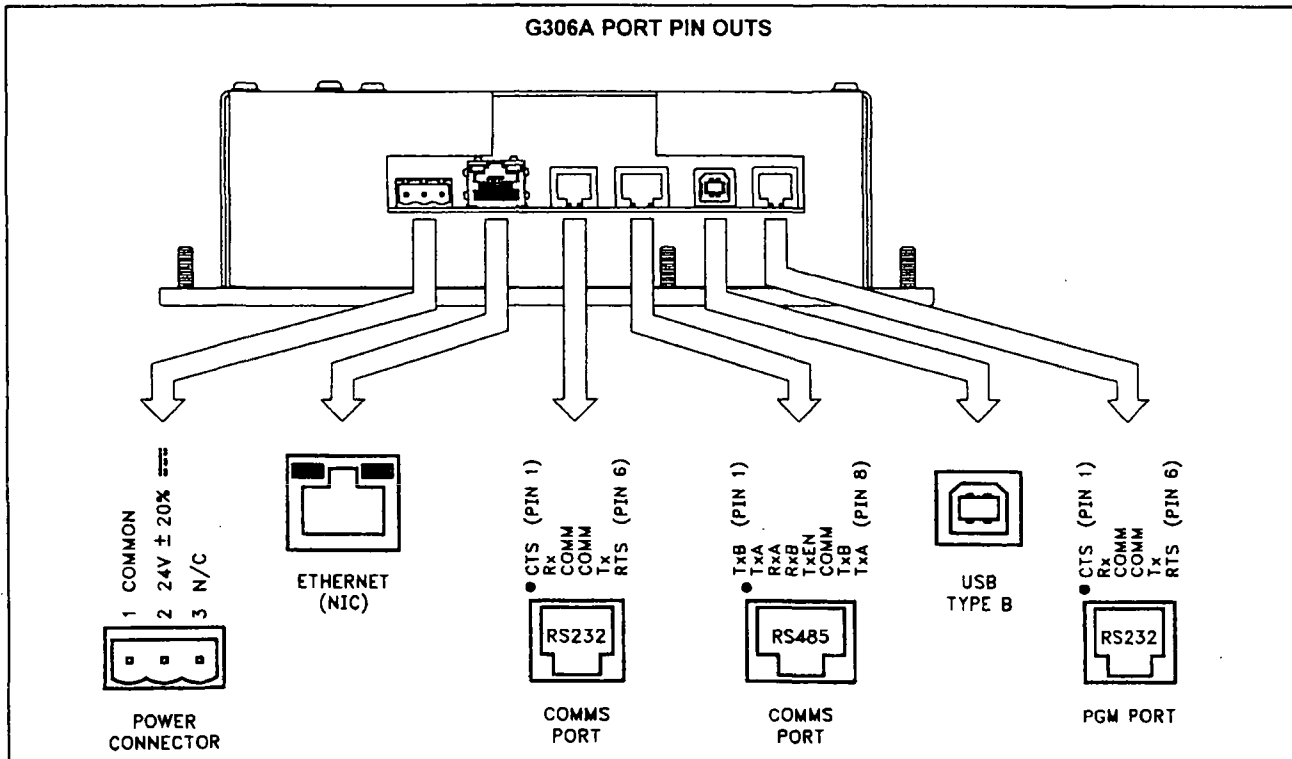 G306A PORT PIN OUTS
1 COMMON
2 24V ± 20%
3 N/C
POWER
CONNECTOR
ETHERNET
(NIC)
CTS (PIN 1)
Rx
COMM
COMM
Tx
RTS (PIN 6)
RS232
COMMS
PORT
TxB (PIN 1)
TxA
RxA
RxB
TxEN
COMM
TxB
TxA (PIN 8)
RS485
COMMS
PORT
USB
TYPE B
CTS (PIN 1)
Rx
COMM
COMM
Tx
RTS (PIN 6)
RS232
PGM PORT